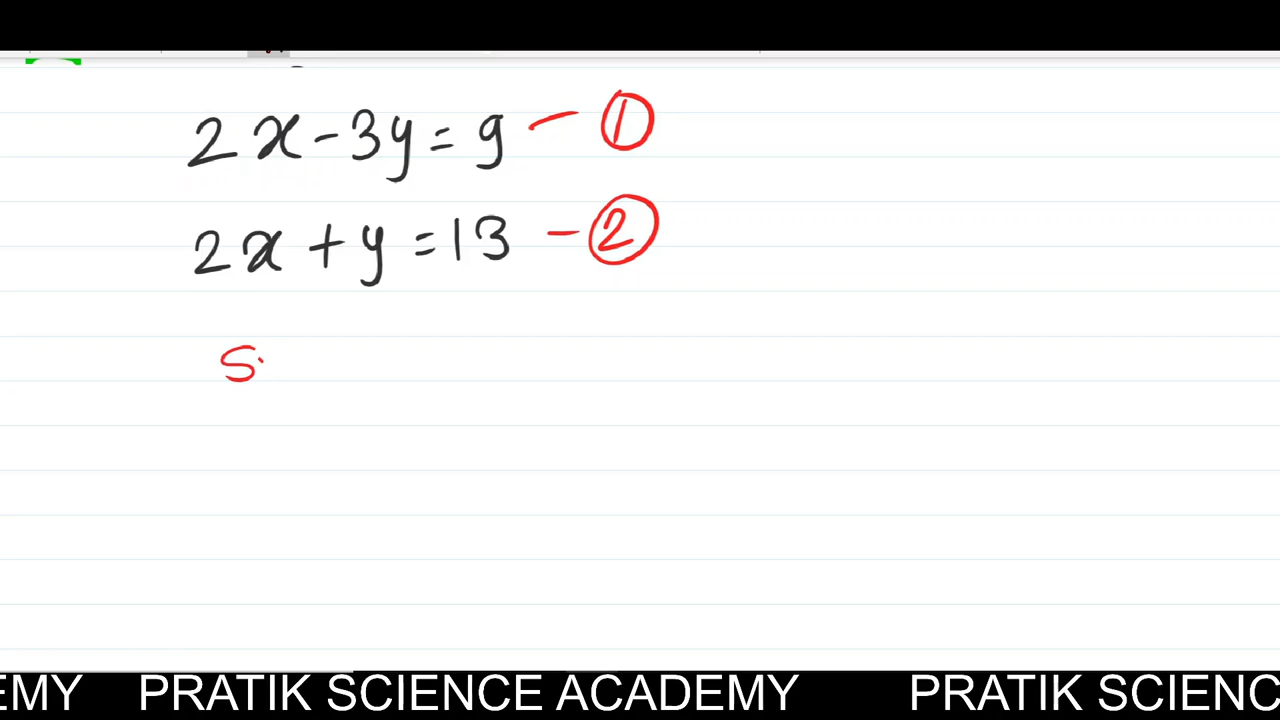 2x - 3y = 9 - ①
2x + y = 13 - ②
S
EMY PRATIK SCIENCE ACADEMY PRATIK SCIENC